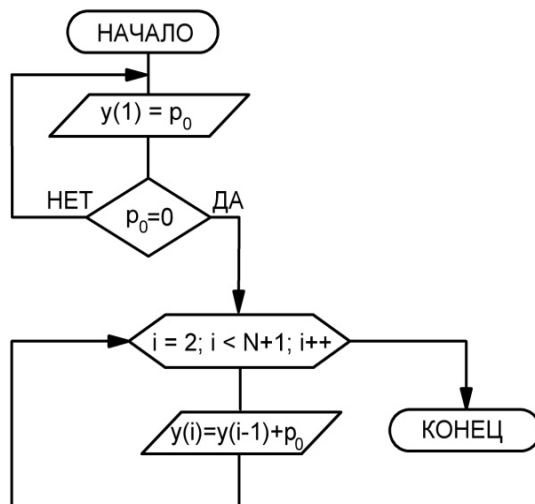 НАЧАЛО
y(1) = p₀
НЕТ
ДА
p₀=0
i = 2; i < N+1; i++
y(i)=y(i-1)+p₀
КОНЕЦ